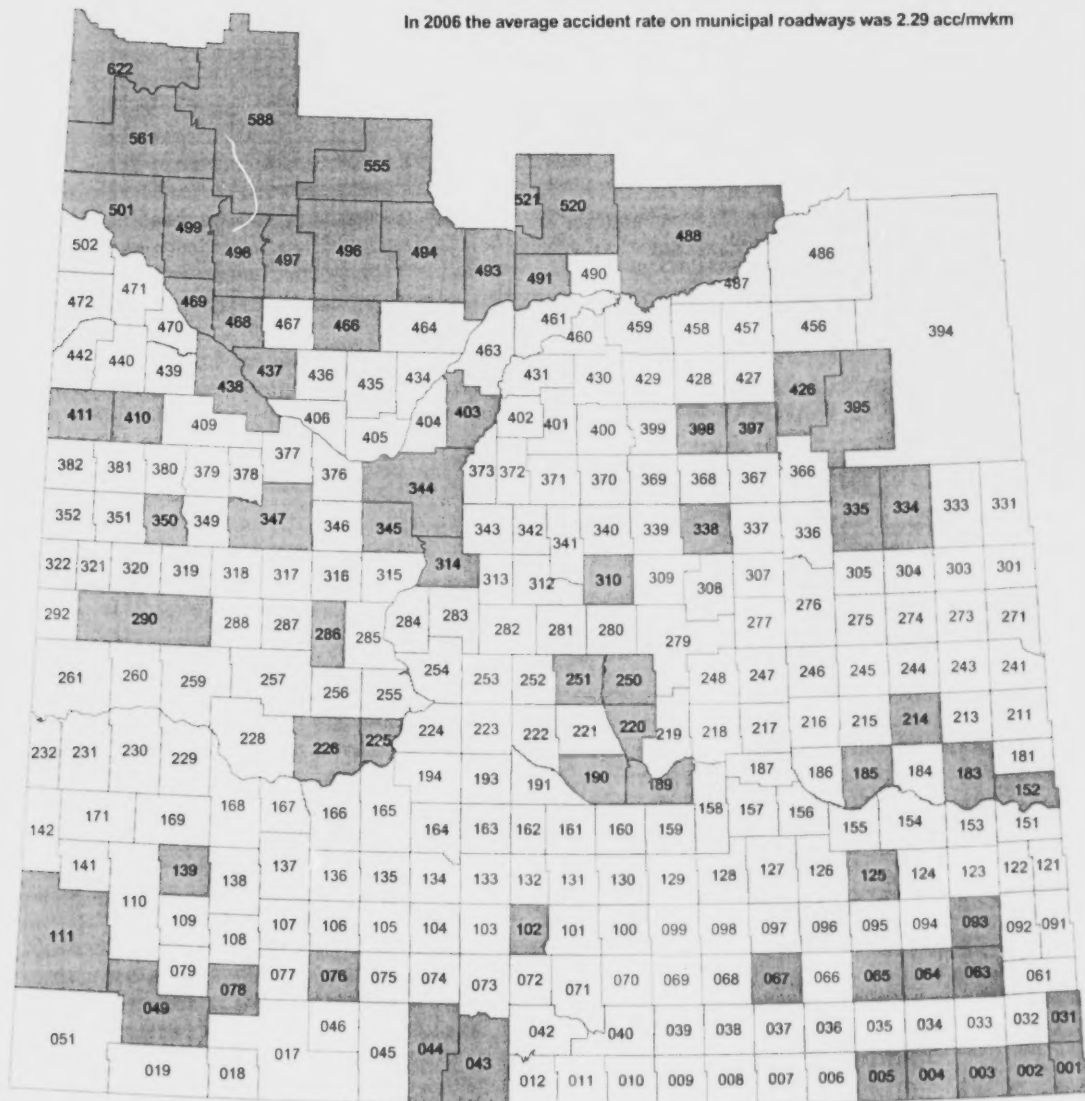 In 2006 the average accident rate on municipal roadways was 2.29 acc/mvkm
622
588
561
555
521 520
501 499 498 497 496 494 493 488 486
502 491 490 487
472 471 469 468 467 466 464 461 459 458 457 456 394
470 463 460
442 440 439 438 437 436 435 434 431 430 429 428 427 426 395
411 410 409 406 405 404 403 402 401 400 399 398 397
382 381 380 379 378 377 376 344 373 372 371 370 369 368 367 366
352 351 350 349 347 346 345 343 342 341 340 339 338 337 336 335 334 333 331
322 321 320 319 318 317 316 315 314 313 312 310 309 308 307 305 304 303 301
292 290 288 287 286 285 284 283 282 281 280 279 277 276 275 274 273 271
261 260 259 257 256 255 254 253 252 251 250 248 247 246 245 244 243 241
232 231 230 229 228 226 225 224 223 222 221 220 219 218 217 216 215 214 213 211
194 193 191 190 189 187 186 185 184 183 181
152
142 171 169 168 167 166 165 164 163 162 161 160 159 158 157 156 155 154 153 151
141 139 138 137 136 135 134 133 132 131 130 129 128 127 126 125 124 123 122 121
111 110 109 108 107 106 105 104 103 102 101 100 099 098 097 096 095 094 093 092 091
079 078 077 076 075 074 073 072 071 070 069 068 067 066 065 064 063 061
051 049 046 045 044 043 042 040 039 038 037 036 035 034 033 032 031
019 018 017 012 011 010 009 008 007 006 005 004 003 002 001